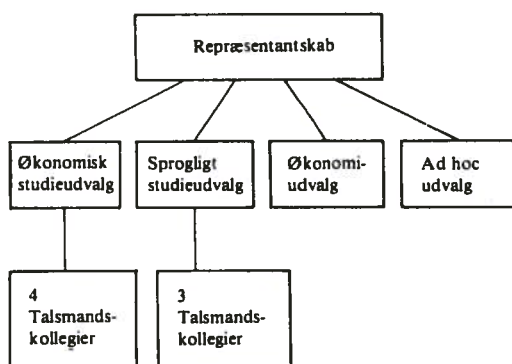 Repræsentantskab
Økonomisk
studieudvalg
Sprogligt
studieudvalg
Økonomi-
udvalg
Ad hoc
udvalg
4
Talsmands-
kollegier
3
Talsmands-
kollegier